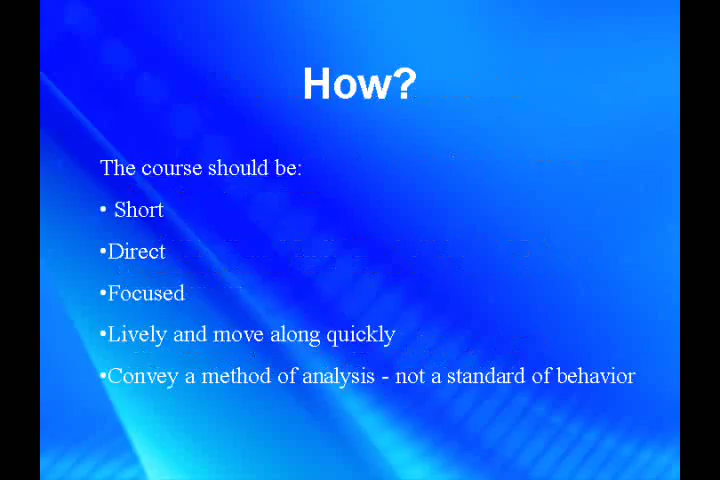 How?
The course should be:
• Short
•Direct
•Focused
•Lively and move along quickly
•Convey a method of analysis - not a standard of behavior